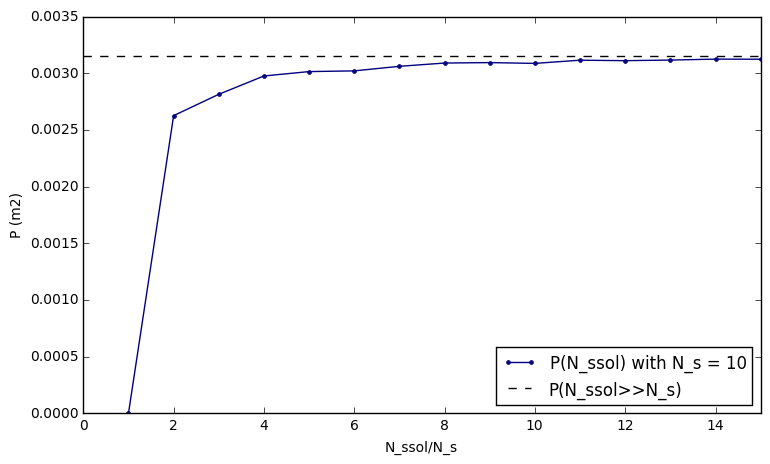 0.0035
0.0030
0.0025
0.0020
0.0015
0.0010
0.0005
0.0000
P (m2)
0 2 4 6 8 10 12 14
N_ssol/N_s
P(N_ssol) with N_s = 10
P(N_ssol>>N_s)